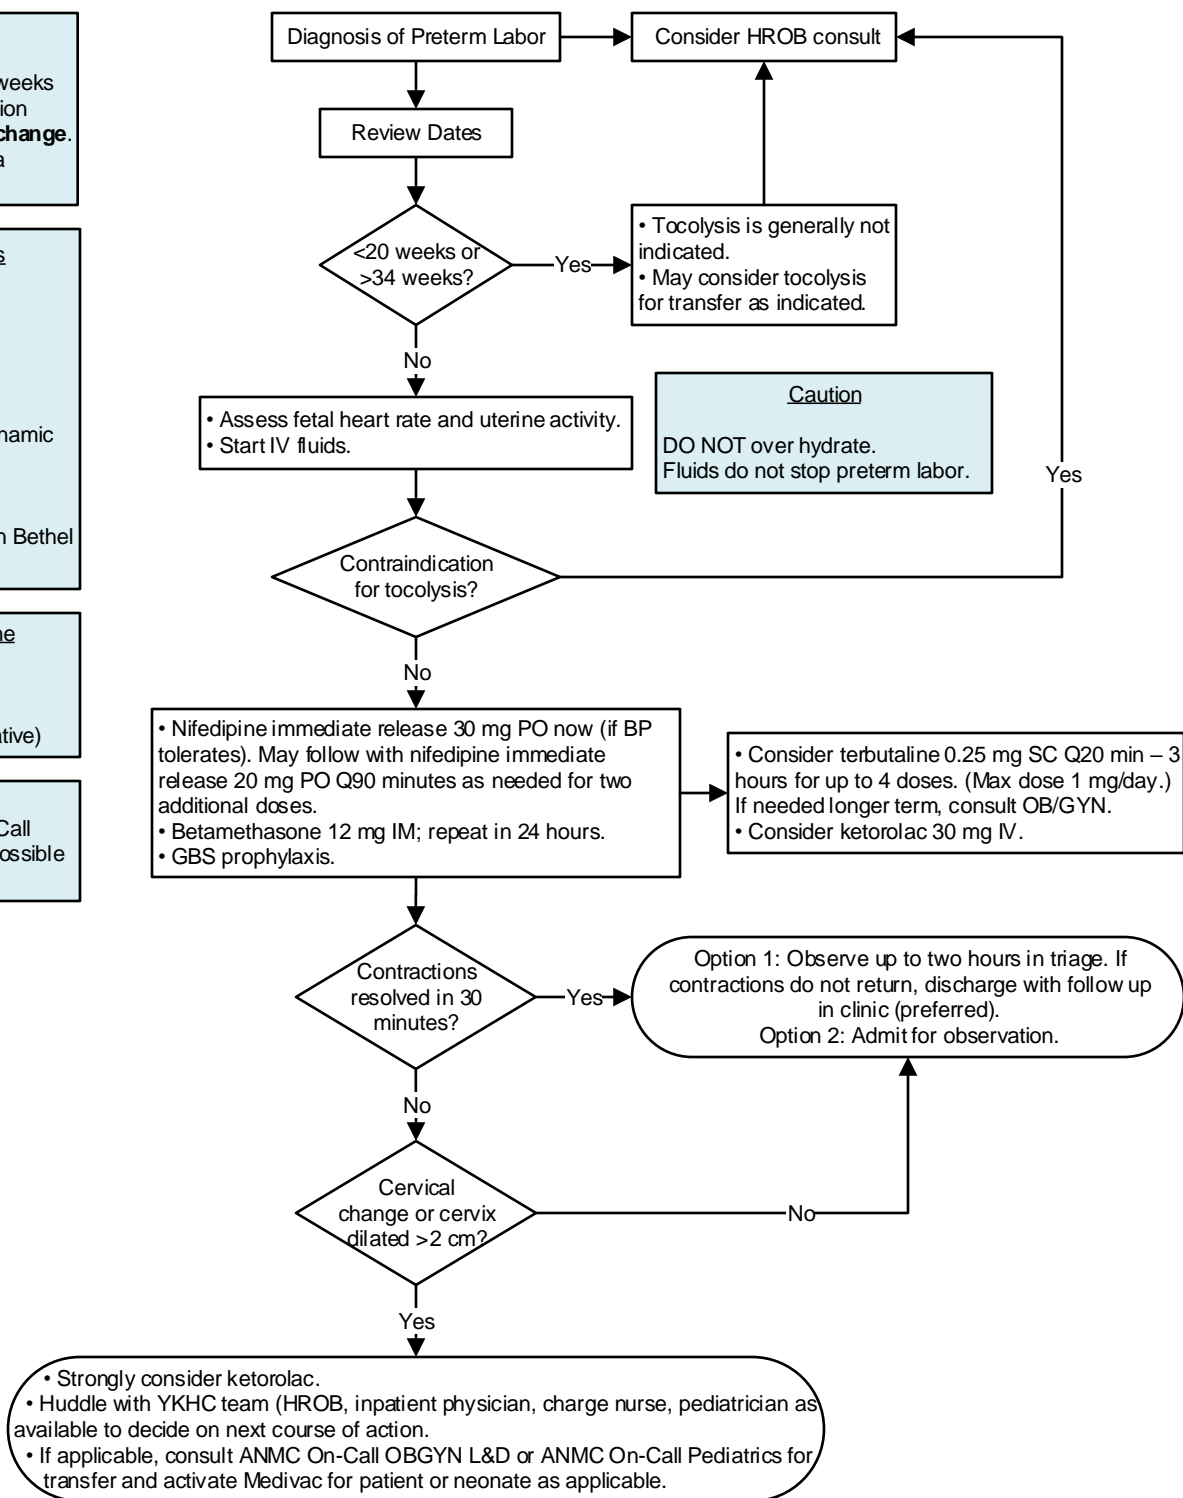 weeks
change.
a
Call
n Bethel
Diagnosis of Preterm Labor
Consider HROB consult
Review Dates
<20 weeks or
>34 weeks?
Yes
• Tocolysis is generally not
indicated.
• May consider tocolysis
for transfer as indicated.
No
• Assess fetal heart rate and uterine activity.
• Start IV fluids.
Caution
DO NOT over hydrate.
Fluids do not stop preterm labor.
Yes
Contraindication
for tocolysis?
No
• Nifedipine immediate release 30 mg PO now (if BP
tolerates). May follow with nifedipine immediate
release 20 mg PO Q90 minutes as needed for two
additional doses.
• Betamethasone 12 mg IM; repeat in 24 hours.
• GBS prophylaxis.
• Consider terbutaline 0.25 mg SC Q20 min – 3
hours for up to 4 doses. (Max dose 1 mg/day.)
If needed longer term, consult OB/GYN.
• Consider ketorolac 30 mg IV.
Contractions
resolved in 30
minutes?
Yes
Option 1: Observe up to two hours in triage. If
contractions do not return, discharge with follow up
in clinic (preferred).
Option 2: Admit for observation.
No
Cervical
change or cervix
dilated >2 cm?
No
Yes
• Strongly consider ketorolac.
• Huddle with YKHC team (HROB, inpatient physician, charge nurse, pediatrician as
available to decide on next course of action.
• If applicable, consult ANMC On-Call OBGYN L&D or ANMC On-Call Pediatrics for
transfer and activate Medivac for patient or neonate as applicable.